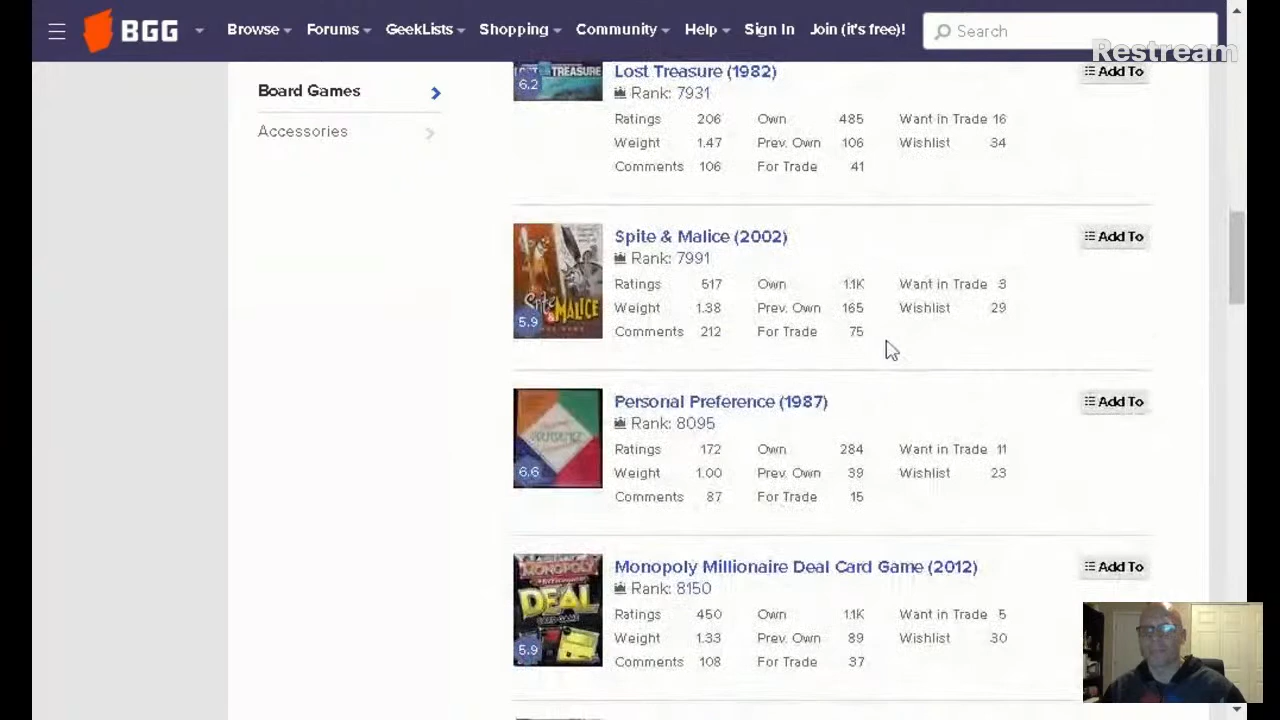 BGG Browse Forums GeekLists Shopping Community Help Sign In Join (it's free)! Search
Restream
Board Games
Accessories
TREASURE
6.2
Lost Treasure (1982)
Add To
Rank: 7931
Ratings 206 Own 485 Want in Trade 16
Weight 1.47 Prev. Own 106 Wishlist 34
Comments 106 For Trade 41
Spite & MALICE
5.9
Spite & Malice (2002)
Add To
Rank: 7991
Ratings 517 Own 1.1K Want in Trade 3
Weight 1.38 Prev. Own 165 Wishlist 29
Comments 212 For Trade 75
6.6
Personal Preference (1987)
Add To
Rank: 8095
Ratings 172 Own 284 Want in Trade 11
Weight 1.00 Prev. Own 39 Wishlist 23
Comments 87 For Trade 15
MONOPOLY
DEAL
5.9
Monopoly Millionaire Deal Card Game (2012)
Add To
Rank: 8150
Ratings 450 Own 1.1K Want in Trade 5
Weight 1.33 Prev. Own 89 Wishlist 30
Comments 108 For Trade 37